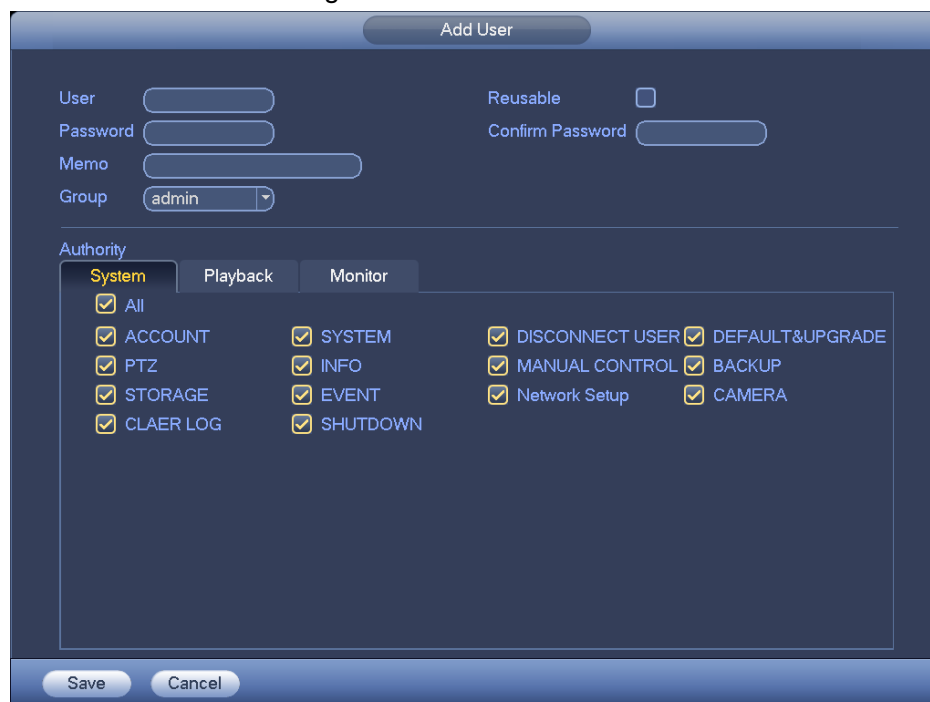 Add User
User Reusable
Password Confirm Password
Memo
Group admin
Authority
System Playback Monitor
All
ACCOUNT SYSTEM DISCONNECT USER DEFAULT&UPGRADE
PTZ INFO MANUAL CONTROL BACKUP
STORAGE EVENT Network Setup CAMERA
CLAER LOG SHUTDOWN
Save Cancel